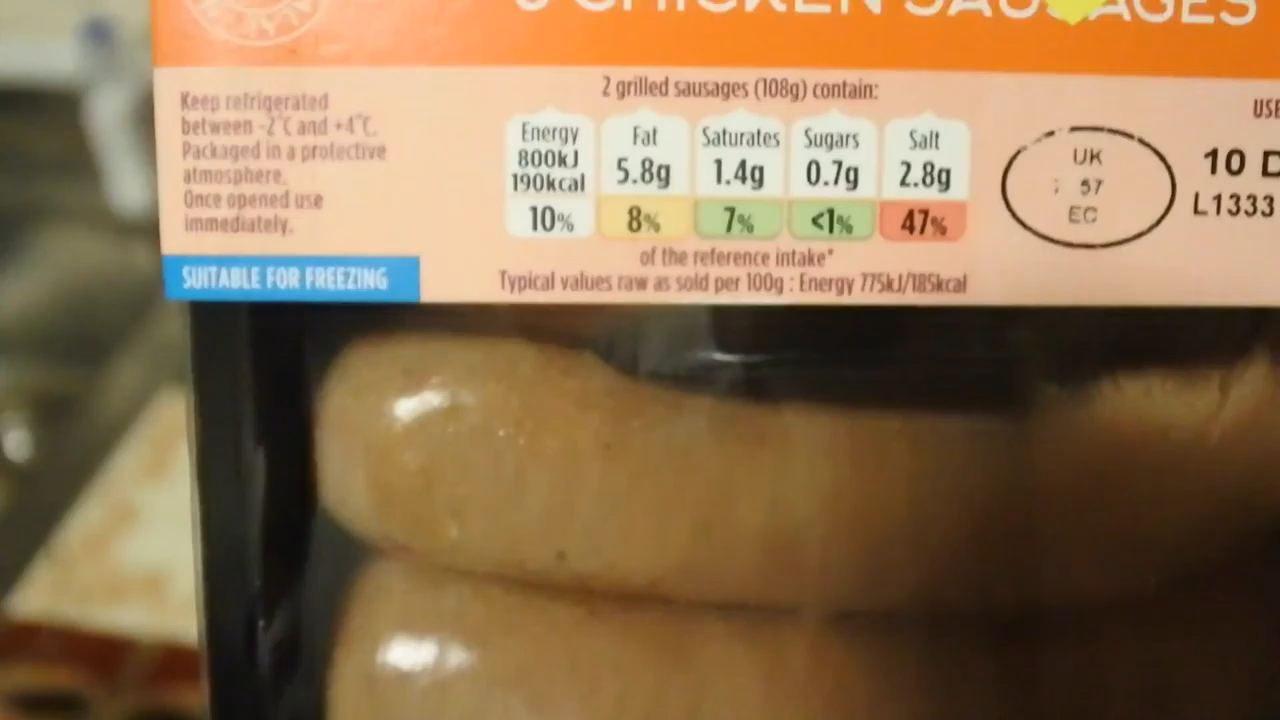 CHICKEN SAUSAGES
Keep refrigerated
between -2°C and +4°C.
Packaged in a protective
atmosphere.
Once opened use
immediately.
SUITABLE FOR FREEZING
2 grilled sausages (108g) contain:
Energy
800kJ
190kcal
10%
Fat
5.8g
8%
Saturates
1.4g
7%
Sugars
0.7g
<1%
Salt
2.8g
47%
of the reference intake*
Typical values raw as sold per 100g : Energy 775kJ/185kcal
UK
57
EC
USE
10 D
L1333